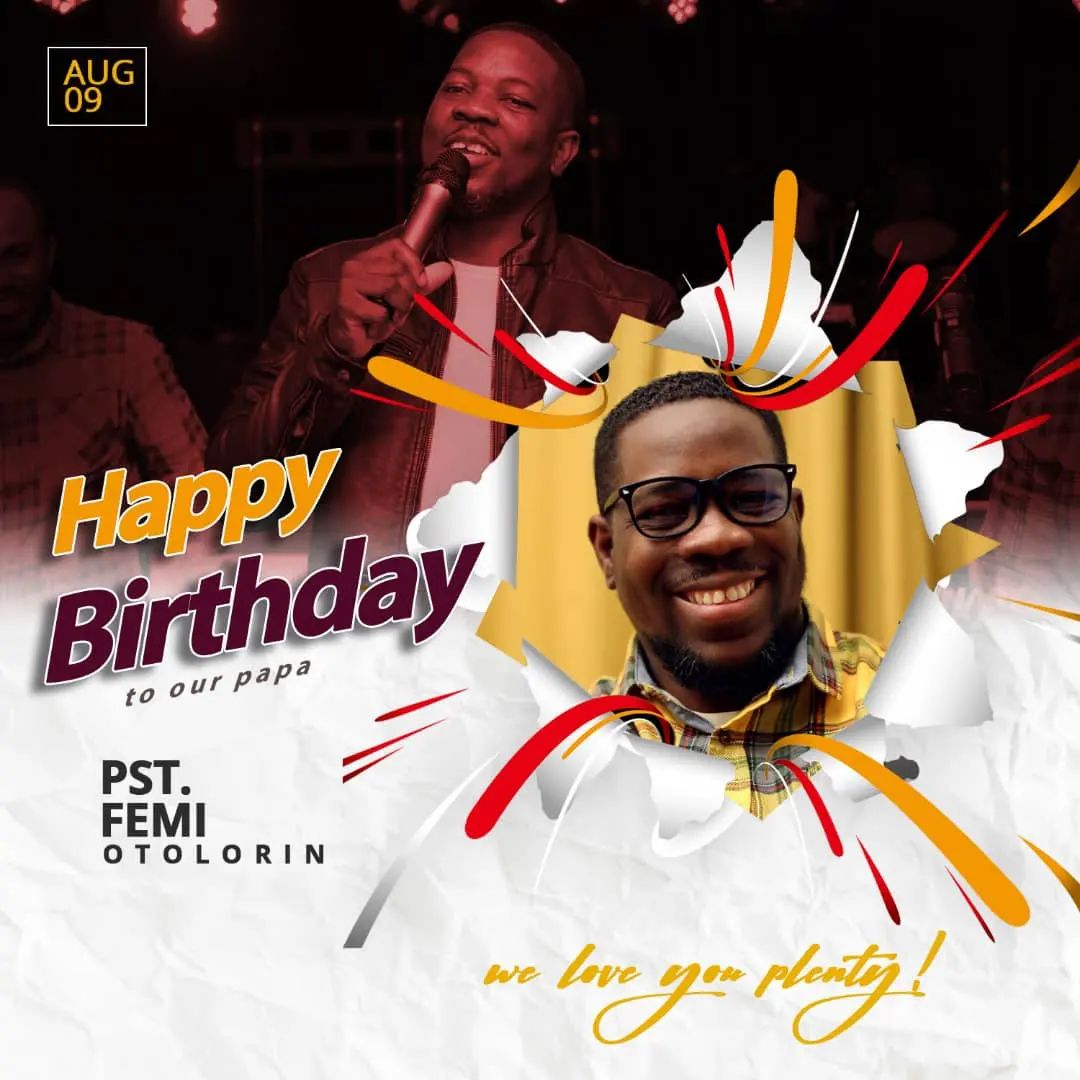 AUG
09
Happy
Birthday
to our papa
PST.
FEMI
OTOLORIN
we love you plenty!